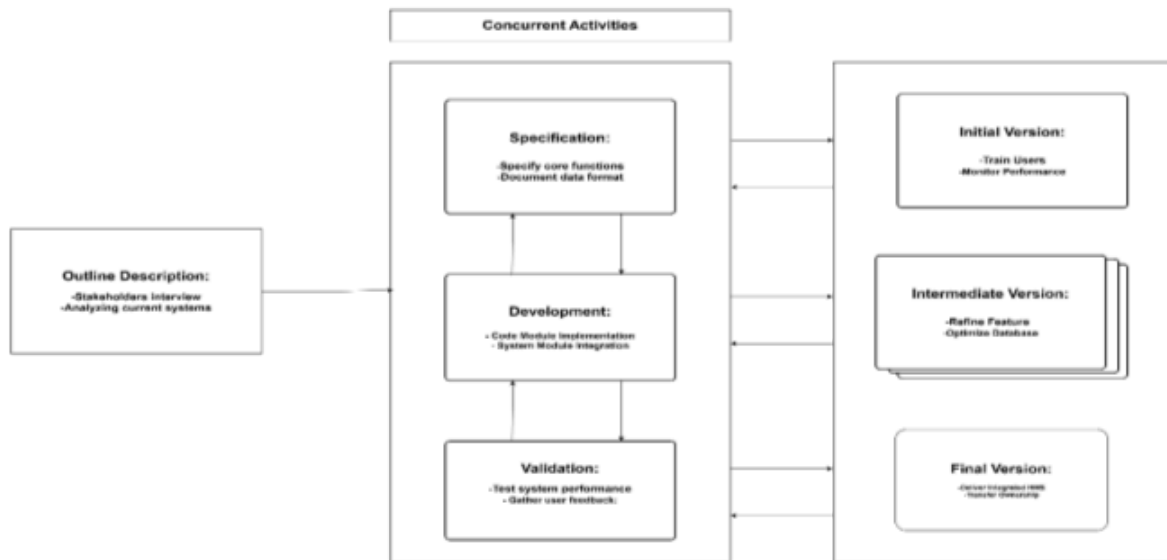 Concurrent Activities
Specification:
-Specify core functions
-Document data format
Initial Version:
-Train Users
-Monitor Performance
Outline Description:
-Stakeholders interview
-Analyzing current systems
Development:
- Code Module Implementation
- System Module Integration
Intermediate Version:
-Refine Feature
-Optimize Database
Validation:
-Test system performance
- Gather user feedback:
Final Version:
-Deliver Integrated
-Transfer Ownership